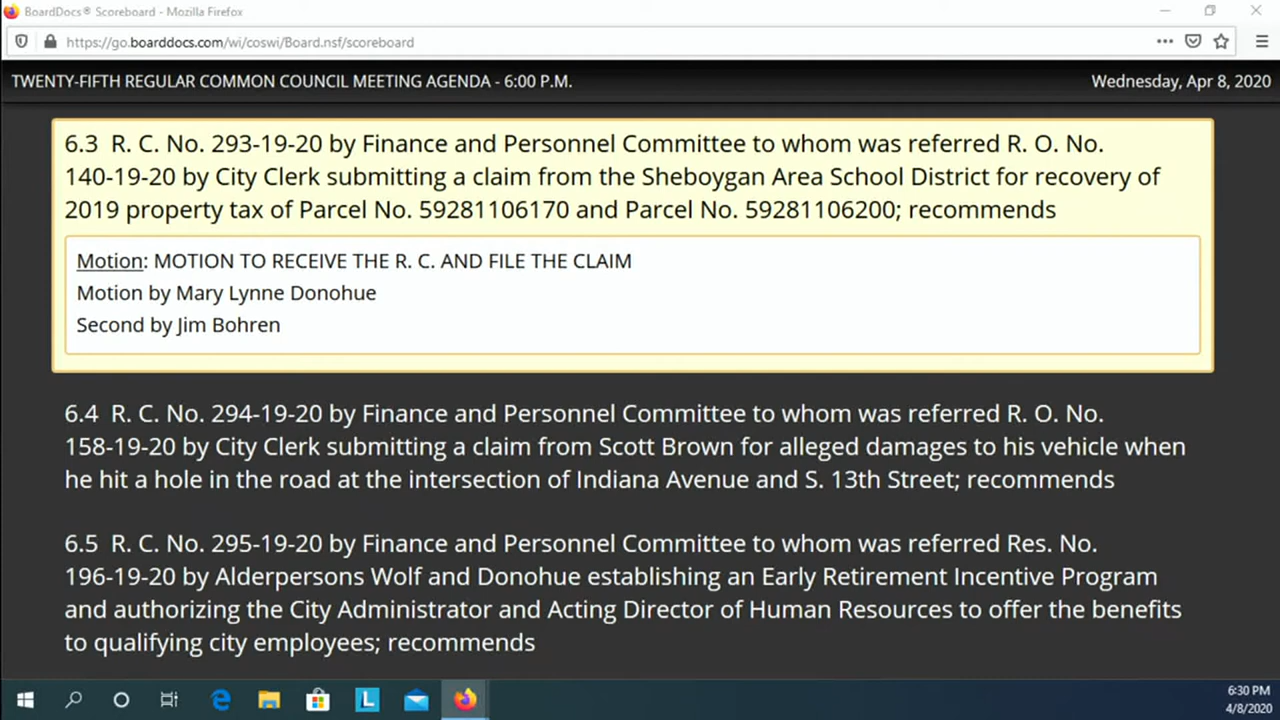 BoardDocs® Scoreboard - Mozilla Firefox
https://go.boarddocs.com/wi/coswi/Board.nsf/scoreboard
TWENTY-FIFTH REGULAR COMMON COUNCIL MEETING AGENDA - 6:00 P.M. Wednesday, Apr 8, 2020
6.3 R. C. No. 293-19-20 by Finance and Personnel Committee to whom was referred R. O. No.
140-19-20 by City Clerk submitting a claim from the Sheboygan Area School District for recovery of
2019 property tax of Parcel No. 59281106170 and Parcel No. 59281106200; recommends
Motion: MOTION TO RECEIVE THE R. C. AND FILE THE CLAIM
Motion by Mary Lynne Donohue
Second by Jim Bohren
6.4 R. C. No. 294-19-20 by Finance and Personnel Committee to whom was referred R. O. No.
158-19-20 by City Clerk submitting a claim from Scott Brown for alleged damages to his vehicle when
he hit a hole in the road at the intersection of Indiana Avenue and S. 13th Street; recommends
6.5 R. C. No. 295-19-20 by Finance and Personnel Committee to whom was referred Res. No.
196-19-20 by Alderpersons Wolf and Donohue establishing an Early Retirement Incentive Program
and authorizing the City Administrator and Acting Director of Human Resources to offer the benefits
to qualifying city employees; recommends
L
6:30 PM
4/8/2020